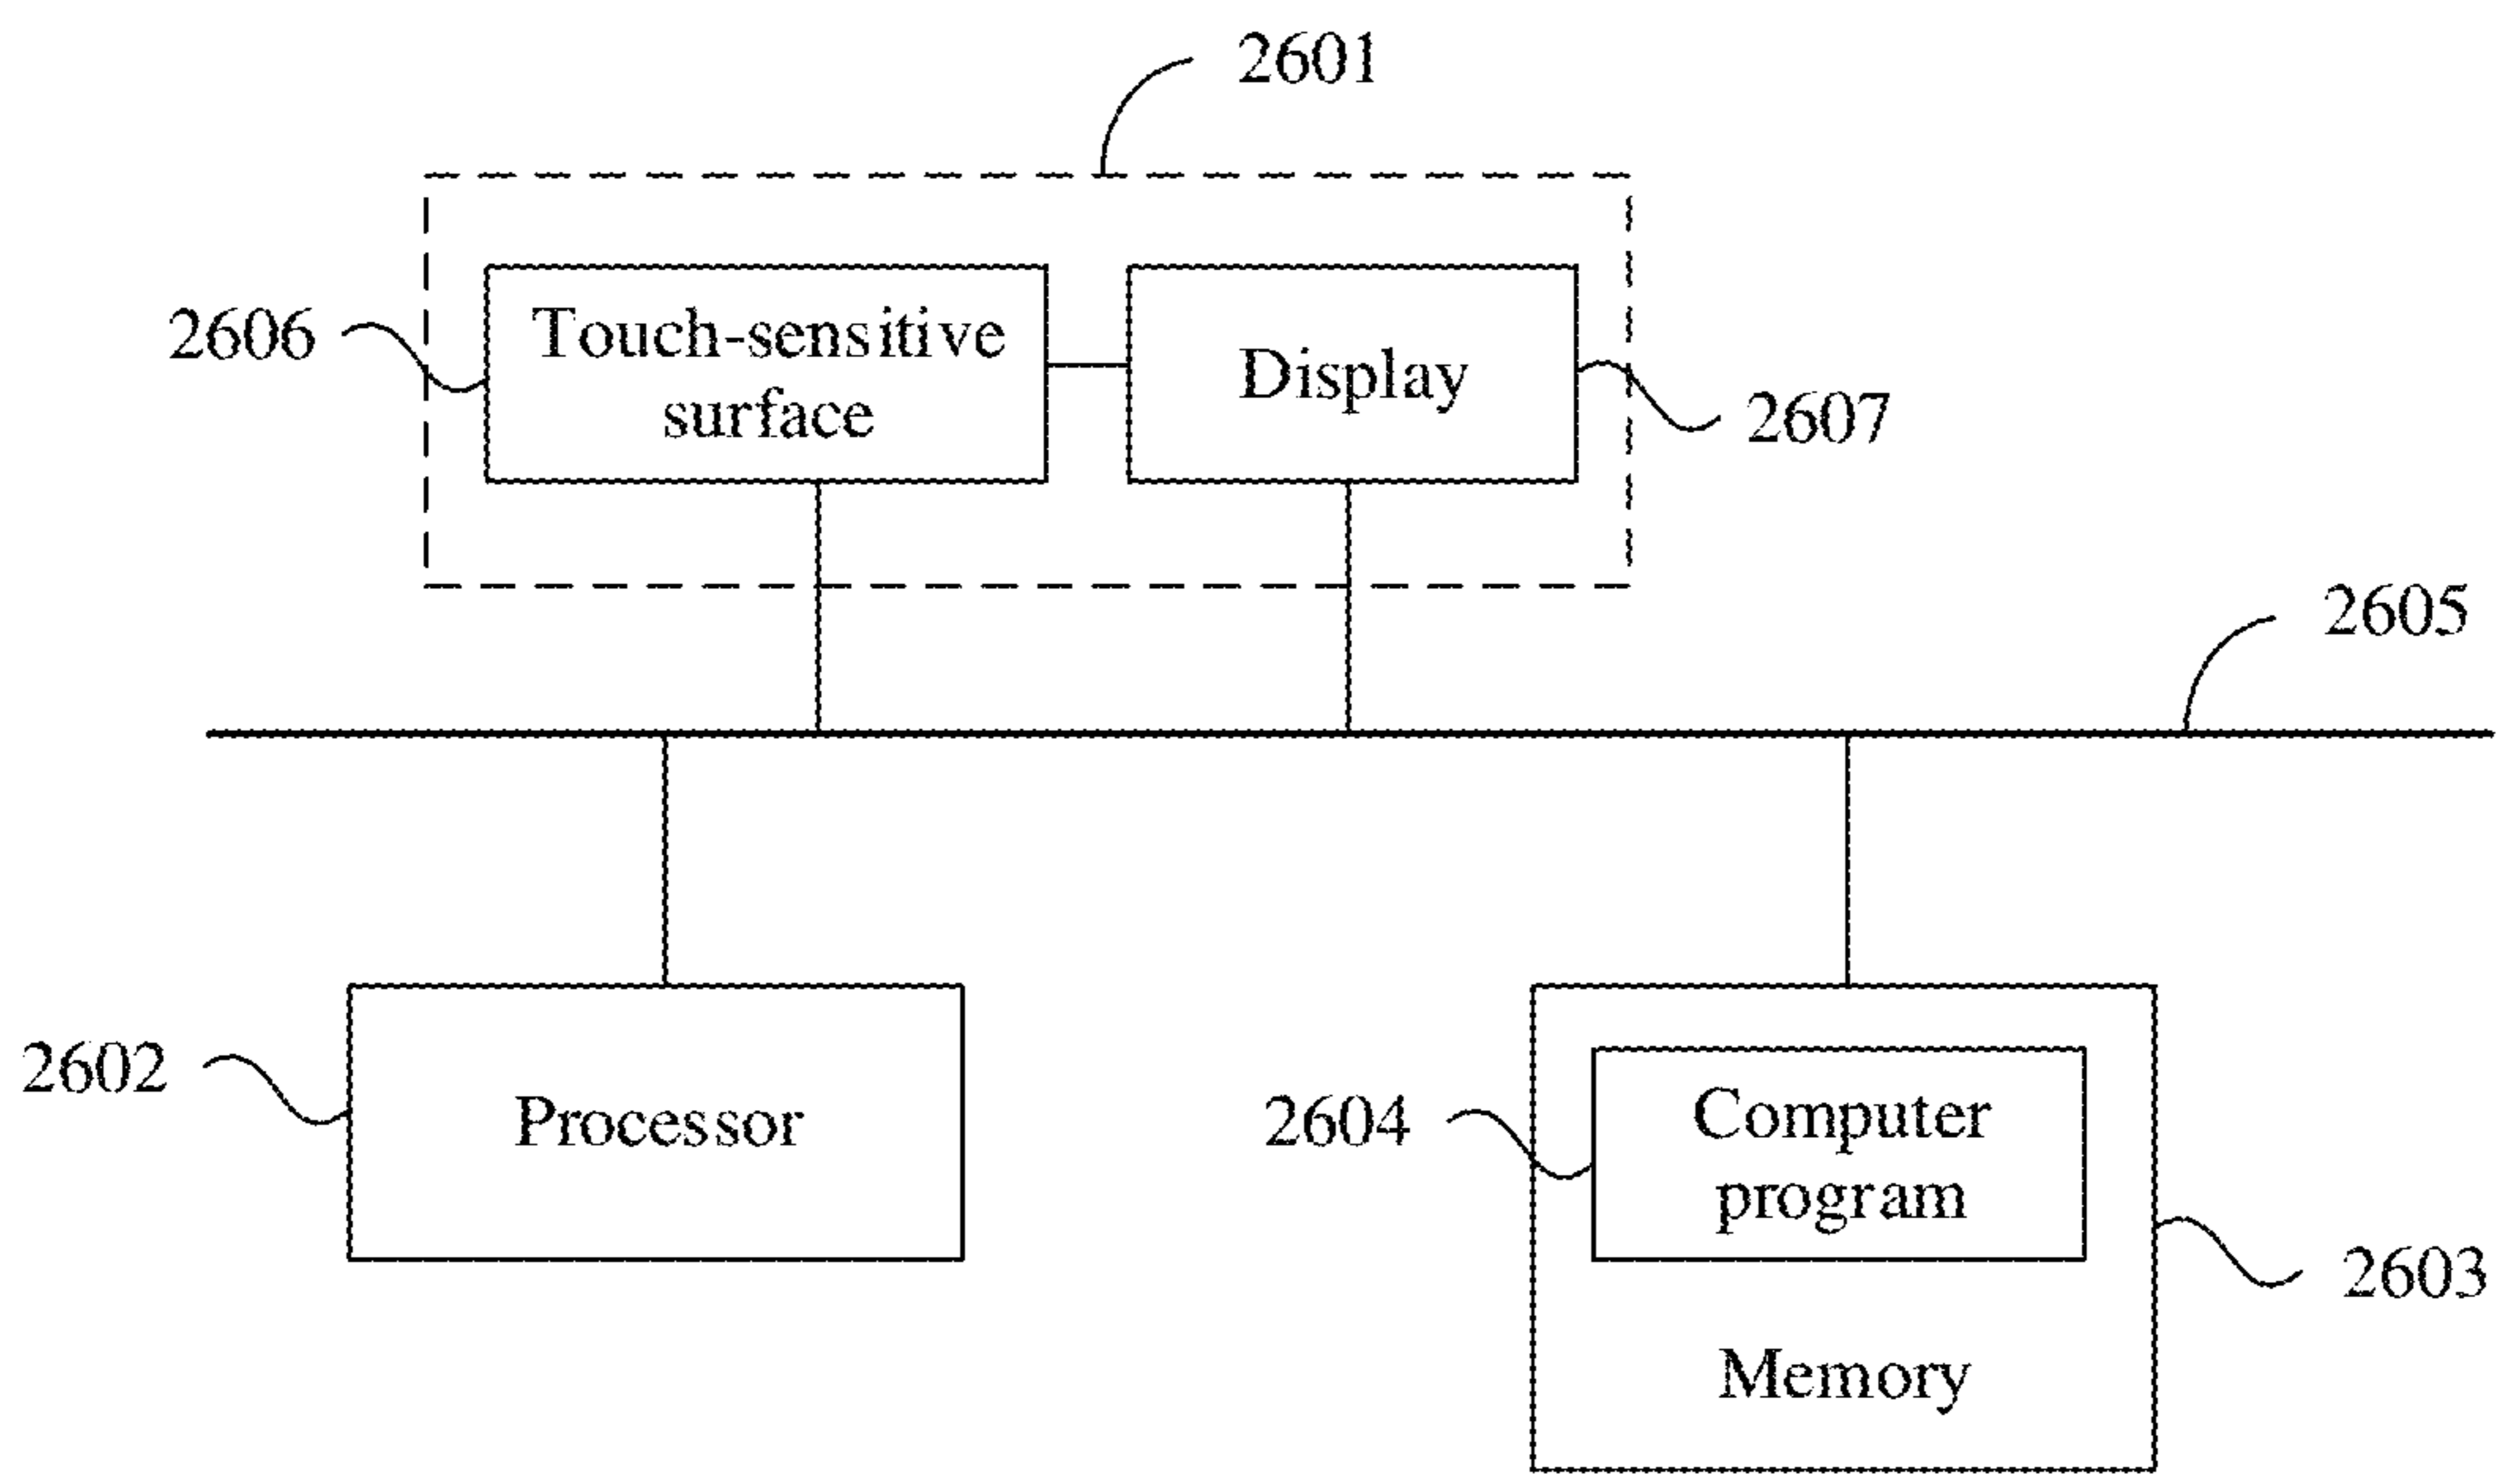 2601
2606
Touch-sensitive
surface
Display
2607
2605
2602
Processor
2604
Computer
program
2603
Memory